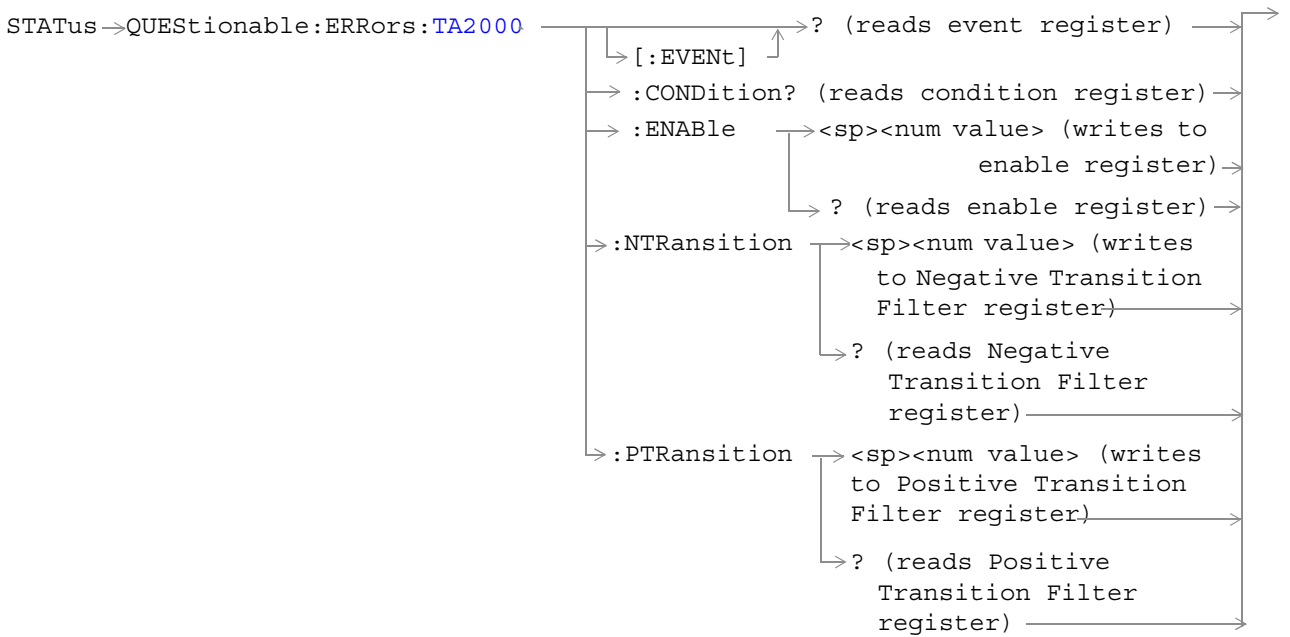 STATus QUEStionable:ERRors:TA2000 ? (reads event register)
[:EVENt]
:CONDition? (reads condition register)
:ENABle <sp><num value> (writes to
enable register)
? (reads enable register)
:NTRansition <sp><num value> (writes
to Negative Transition
Filter register)
? (reads Negative
Transition Filter
register)
:PTRansition <sp><num value> (writes
to Positive Transition
Filter register)
? (reads Positive
Transition Filter
register)